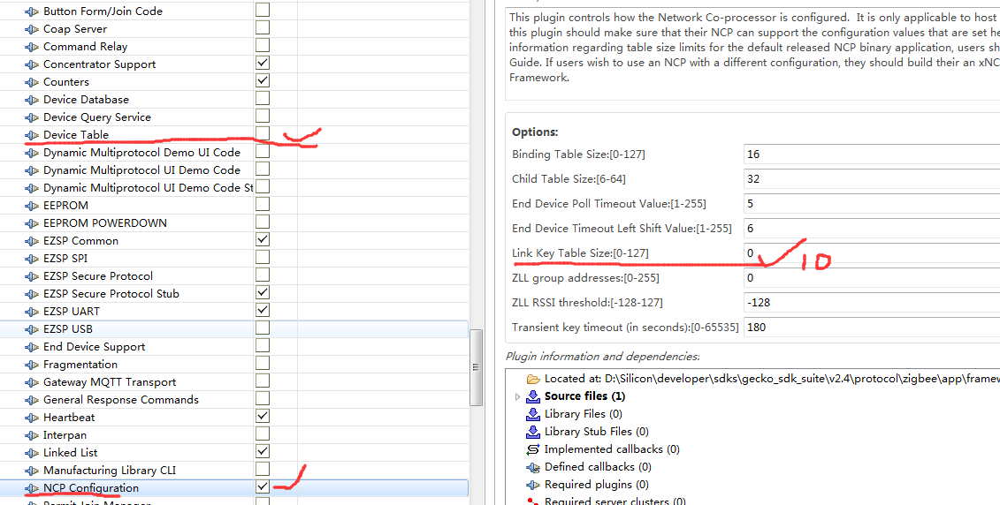 Button Form/Join Code
Coap Server
Command Relay
Concentrator Support
Counters
Device Database
Device Query Service
Device Table
Dynamic Multiprotocol Demo UI Code
Dynamic Multiprotocol UI Demo Code
Dynamic Multiprotocol UI Demo Code St
EEPROM
EEPROM POWERDOWN
EZSP Common
EZSP SPI
EZSP Secure Protocol
EZSP Secure Protocol Stub
EZSP UART
EZSP USB
End Device Support
Fragmentation
Gateway MQTT Transport
General Response Commands
Heartbeat
Interpan
Linked List
Manufacturing Library CLI
NCP Configuration
Permit Join Manager
This plugin controls how the Network Co-processor is configured. It is only applicable to host
this plugin should make sure that their NCP can support the configuration values that are set he
information regarding table size limits for the default released NCP binary application, users sh
Guide. If users wish to use an NCP with a different configuration, they should build their an xNC
Framework.
Options:
Binding Table Size:[0-127] 16
Child Table Size:[6-64] 32
End Device Poll Timeout Value:[1-255] 5
End Device Timeout Left Shift Value:[1-255] 6
Link Key Table Size:[0-127] 0 10
ZLL group addresses:[0-255] 0
ZLL RSSI threshold:[-128-127] -128
Transient key timeout (in seconds):[0-65535] 180
Plugin information and dependencies:
Located at: D:\Silicon\developer\sdks\gecko_sdk_suite\v2.4\protocol\zigbee\app\framew
Source files (1)
Library Files (0)
Library Stub Files (0)
Implemented callbacks (0)
Defined callbacks (0)
Required plugins (0)
Required server clusters (0)